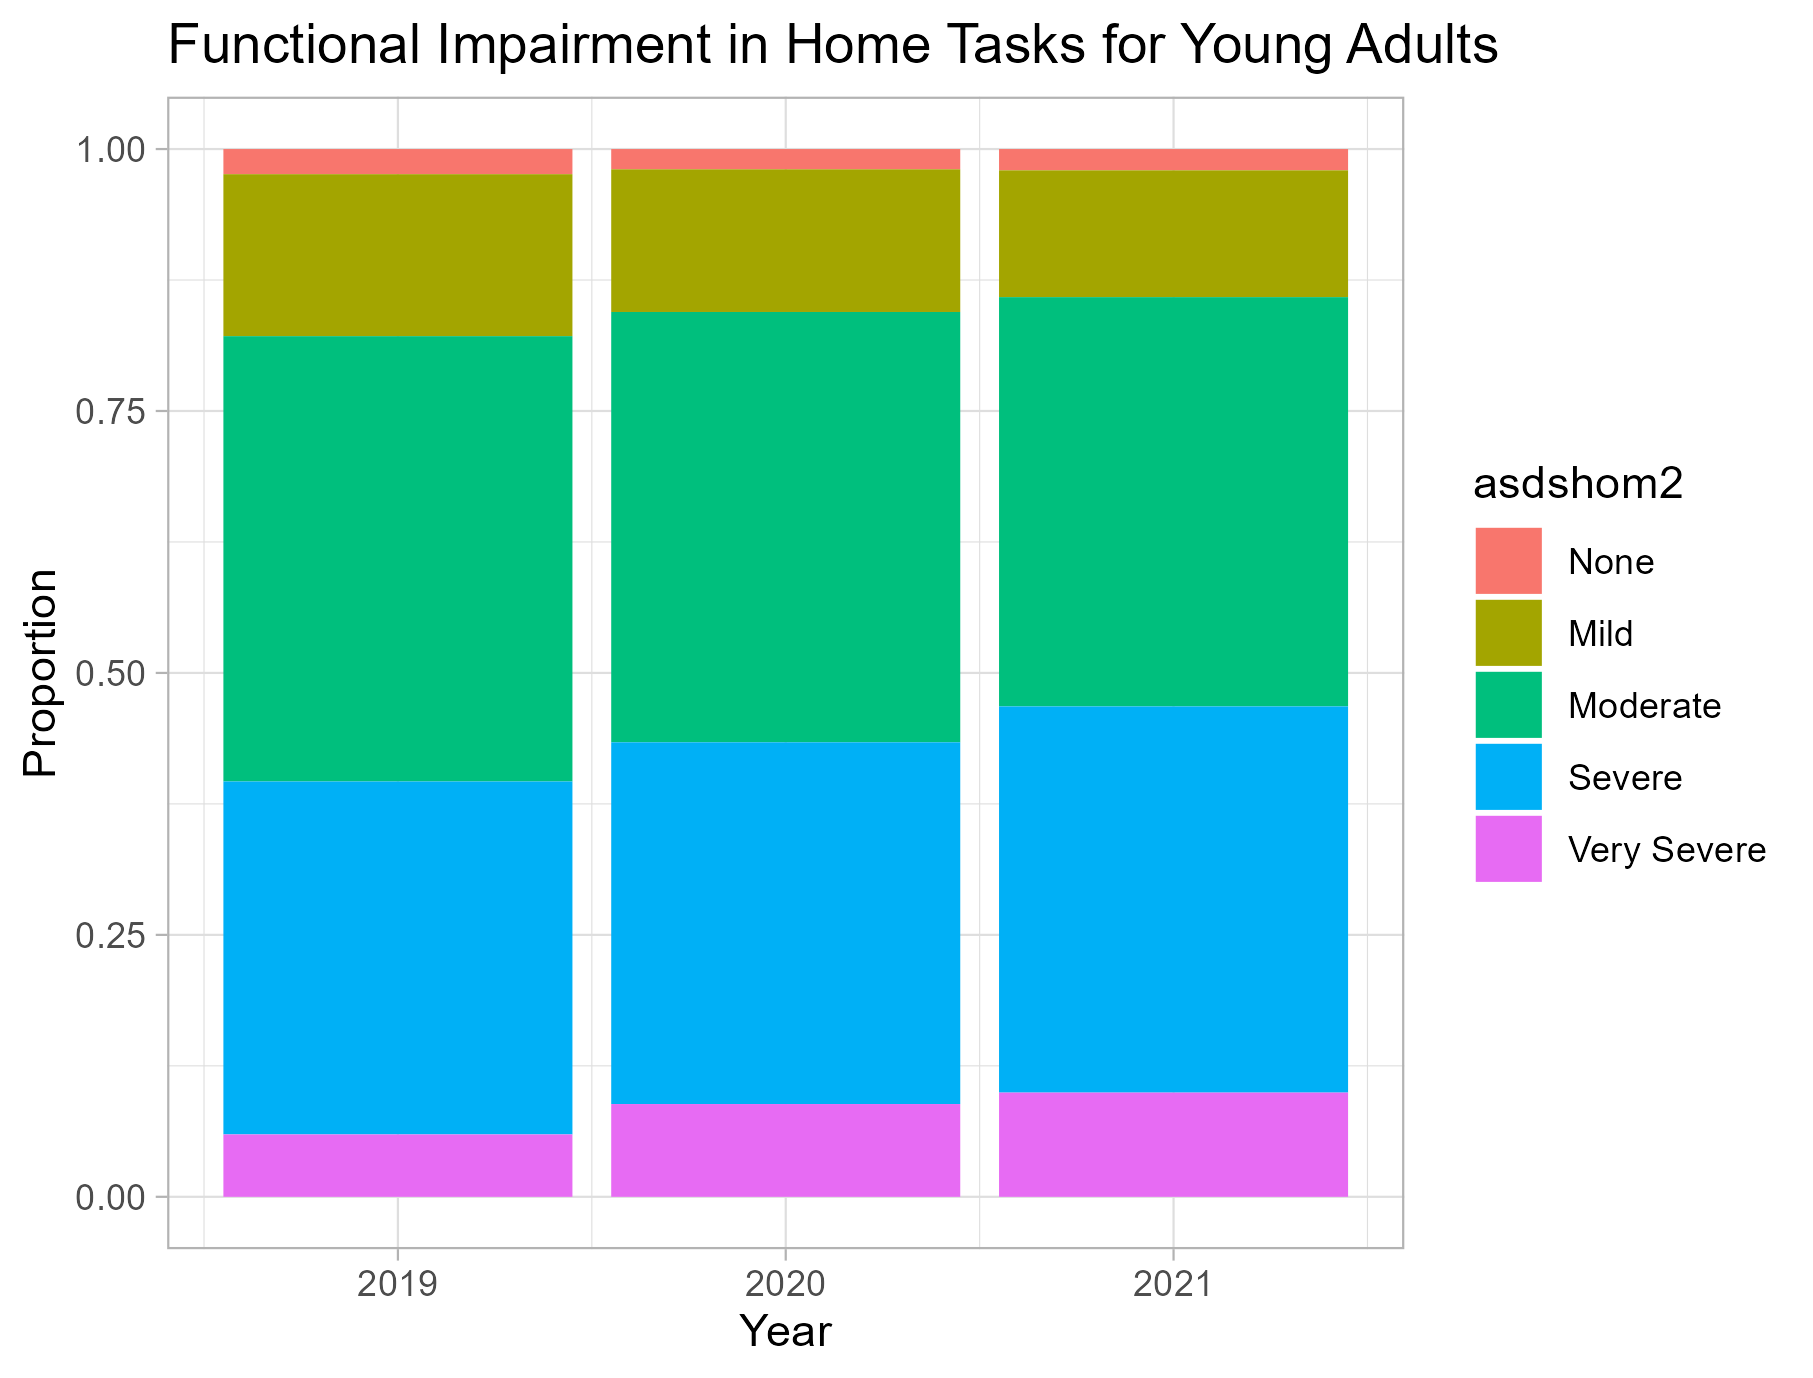 Functional Impairment in Home Tasks for Young Adults
1.00
0.75
0.50
0.25
0.00
Proportion
2019
2020
2021
Year
asdshom2
None
Mild
Moderate
Severe
Very Severe